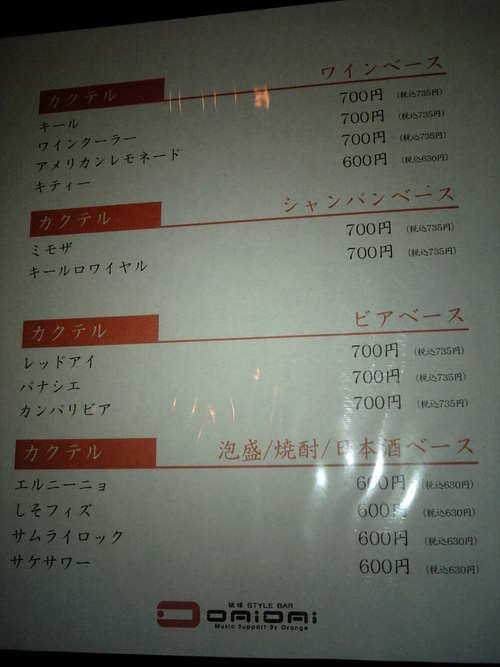 カクテル ワインベース
キール 700円 (税込735円)
ワインクーラー 700円 (税込735円)
アメリカンレモネード 700円 (税込735円)
キティー 600円 (税込630円)
カクテル シャンパンベース
ミモザ 700円 (税込735円)
キールロワイヤル 700円 (税込735円)
カクテル ビアベース
レッドアイ 700円 (税込735円)
パナシエ 700円 (税込735円)
カンパリビア 700円 (税込735円)
カクテル 泡盛/焼酎/日本酒ベース
エルニーニョ 600円 (税込630円)
しそフィズ 600円 (税込630円)
サムライロック 600円 (税込630円)
サケサワー 600円 (税込630円)
琉球 STYLE BAR
DAiDAi
Music Support By Orange